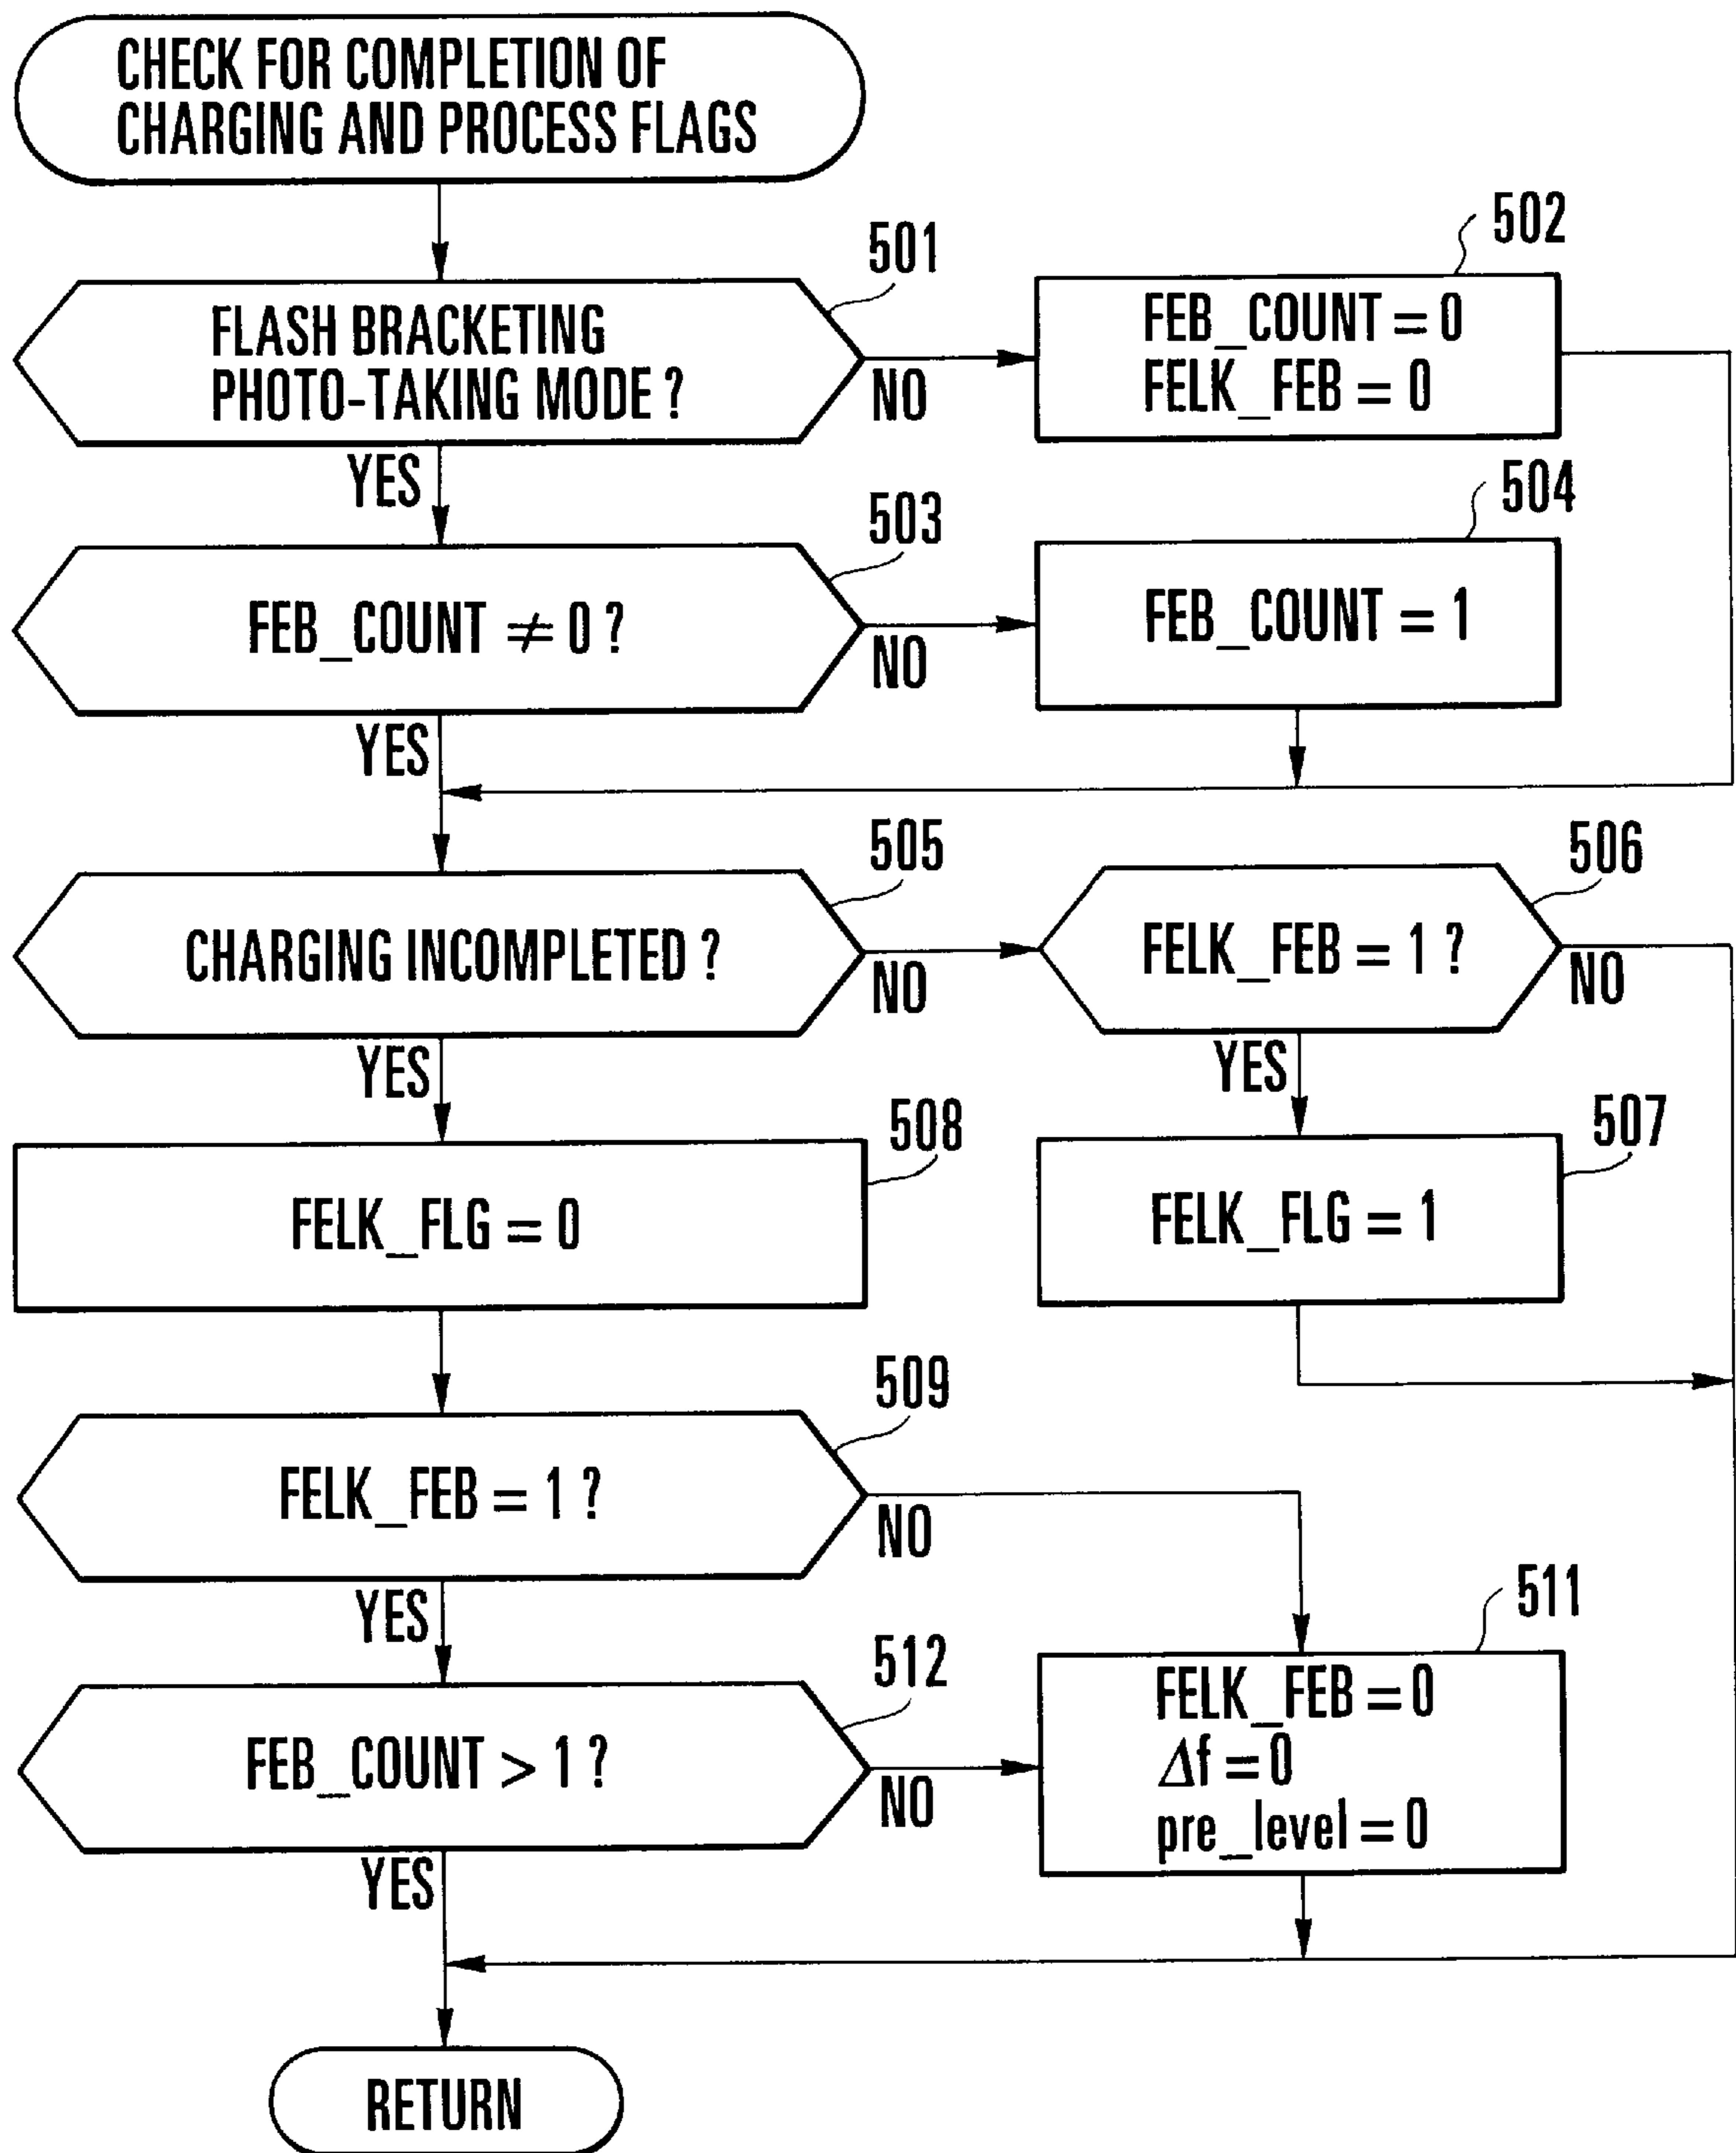 CHECK FOR COMPLETION OF
CHARGING AND PROCESS FLAGS
501
FLASH BRACKETING
PHOTO-TAKING MODE ?
NO
YES
502
FEB_COUNT = 0
FELK_FEB = 0
503
FEB_COUNT ≠ 0 ?
NO
YES
504
FEB_COUNT = 1
505
CHARGING INCOMPLETED ?
NO
YES
506
FELK_FEB = 1 ?
NO
YES
508
FELK_FLG = 0
507
FELK_FLG = 1
509
FELK_FEB = 1 ?
NO
YES
512
FEB_COUNT > 1 ?
NO
YES
511
FELK_FEB = 0
Δf = 0
pre_level = 0
RETURN